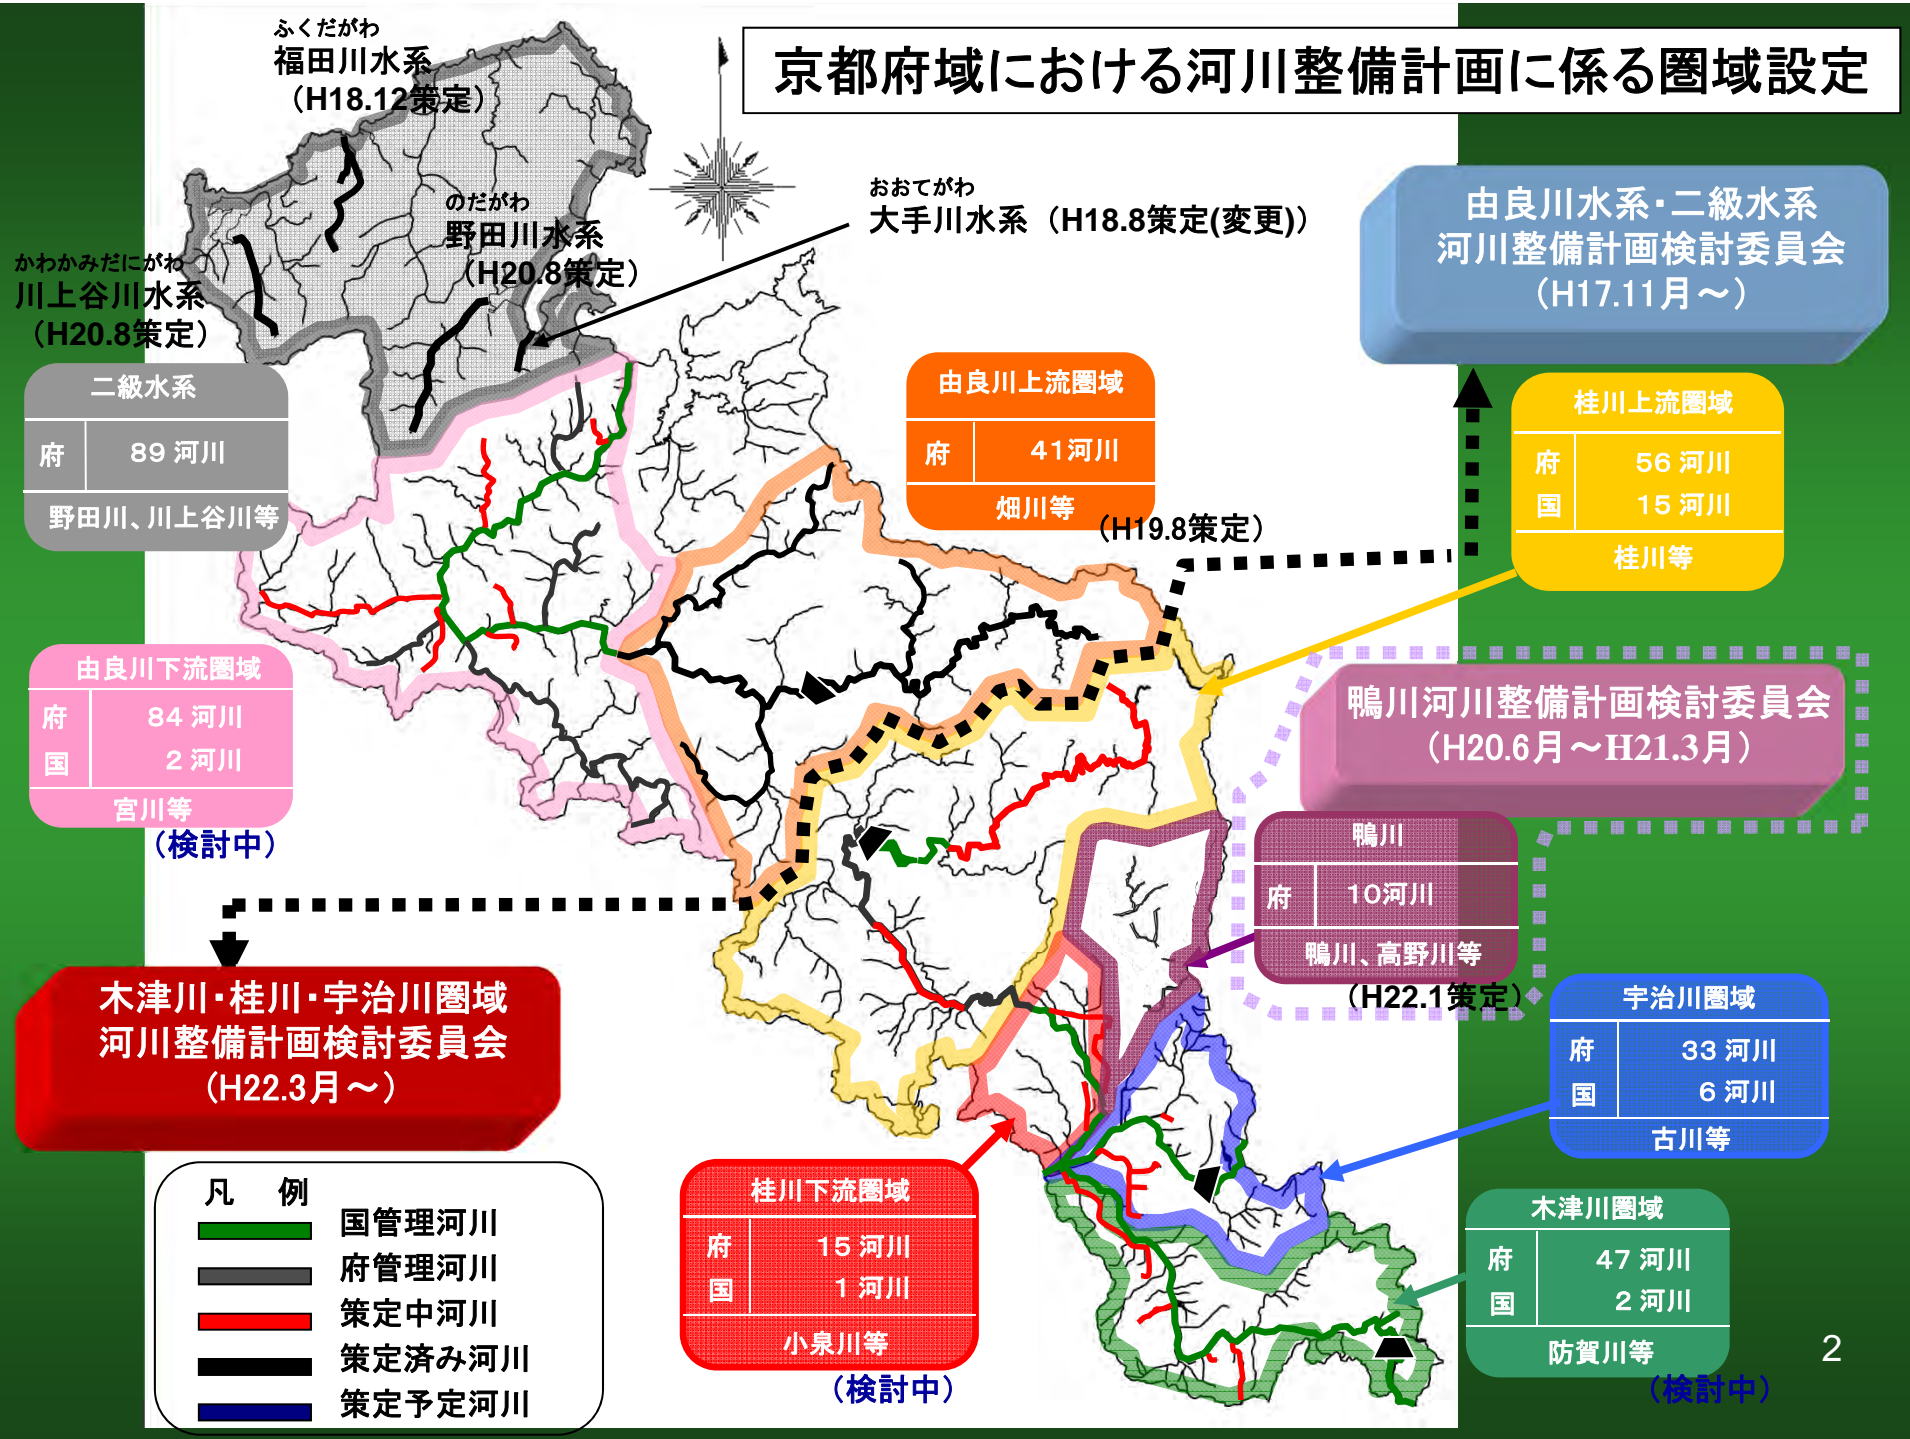 京都府域における河川整備計画に係る圏域設定
ふくだがわ
福田川水系
（H18.12策定）
のだがわ
野田川水系
（H20.8策定）
おおてがわ
大手川水系（H18.8策定(変更)）
かわかみだにがわ
川上谷川水系
（H20.8策定）
二級水系
府 89 河川
野田川、川上谷川等
由良川上流圏域
府 41河川
畑川等
（H19.8策定）
由良川水系・二級水系
河川整備計画検討委員会
（H17.11月～）
桂川上流圏域
府 56 河川
国 15 河川
桂川等
由良川下流圏域
府 84 河川
国 2 河川
宮川等
（検討中）
鴨川河川整備計画検討委員会
（H20.6月～H21.3月）
鴨川
府 10河川
鴨川、高野川等
（H22.1策定）
木津川・桂川・宇治川圏域
河川整備計画検討委員会
（H22.3月～）
宇治川圏域
府 33 河川
国 6 河川
古川等
桂川下流圏域
府 15 河川
国 1 河川
小泉川等
（検討中）
木津川圏域
府 47 河川
国 2 河川
防賀川等
（検討中）
凡 例
国管理河川
府管理河川
策定中河川
策定済み河川
策定予定河川
2